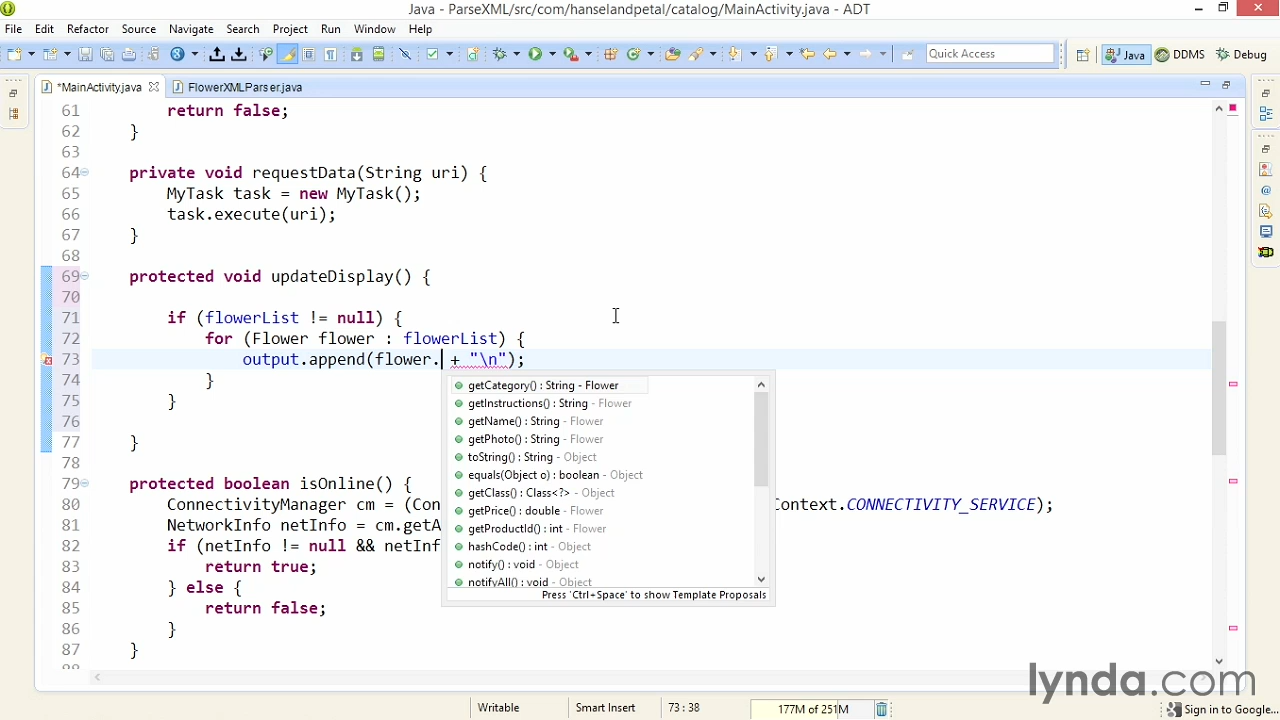 Java - ParseXML/src/com/hanselandpetal/catalog/MainActivity.java - ADT
File Edit Refactor Source Navigate Search Project Run Window Help
Quick Access Java DDMS Debug
*MainActivity.java FlowerXMLParser.java
61 return false;
62 }
63
64 private void requestData(String uri) {
65 MyTask task = new MyTask();
66 task.execute(uri);
67 }
68
69 protected void updateDisplay() {
70
71 if (flowerList != null) {
72 for (Flower flower : flowerList) {
73 output.append(flower. + "\n");
74 }
75 }
76
77 }
78
79 protected boolean isOnline() {
80 ConnectivityManager cm = (Con ontext.CONNECTIVITY_SERVICE);
81 NetworkInfo netInfo = cm.getA
82 if (netInfo != null && netInf
83 return true;
84 } else {
85 return false;
86 }
87 }
getCategory() : String - Flower
getInstructions() : String - Flower
getName() : String - Flower
getPhoto() : String - Flower
toString() : String - Object
equals(Object o) : boolean - Object
getClass() : Class<?> - Object
getPrice() : double - Flower
getProductId() : int - Flower
hashCode() : int - Object
notify() : void - Object
notifyAll() : void - Object
Press 'Ctrl+Space' to show Template Proposals
lynda.com
Writable Smart Insert 73 : 38 177M of 251M Sign in to Google...